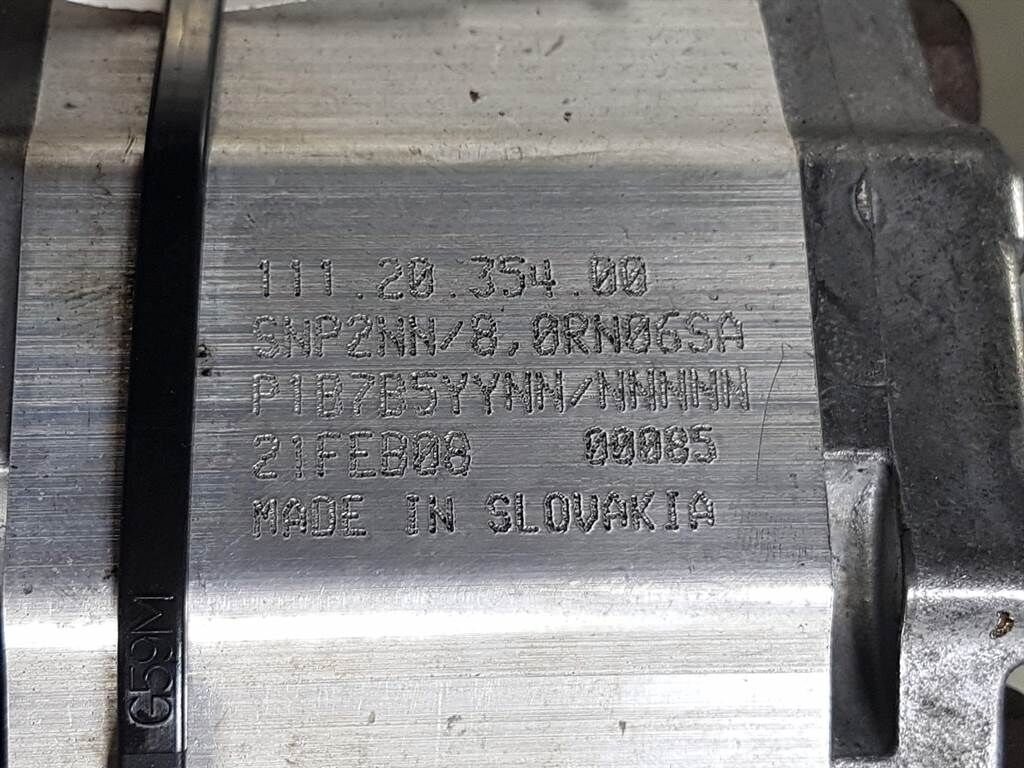 111.20.354.00
SNP2NN/8,0RN06SA
P1B7B5YYNN/NNNNN
21FEB08 00085
MADE IN SLOVAKIA
G59M